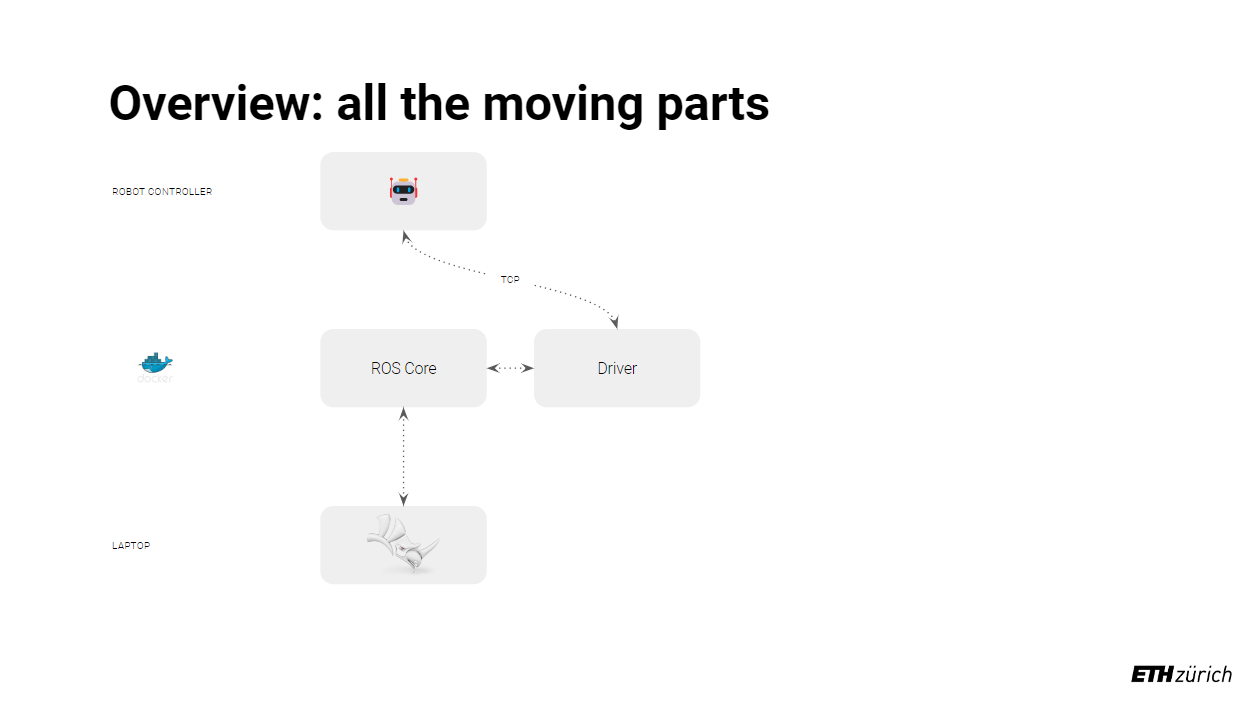 Overview: all the moving parts
ROBOT CONTROLLER
TCP
docker
ROS Core
Driver
LAPTOP
ETH zürich